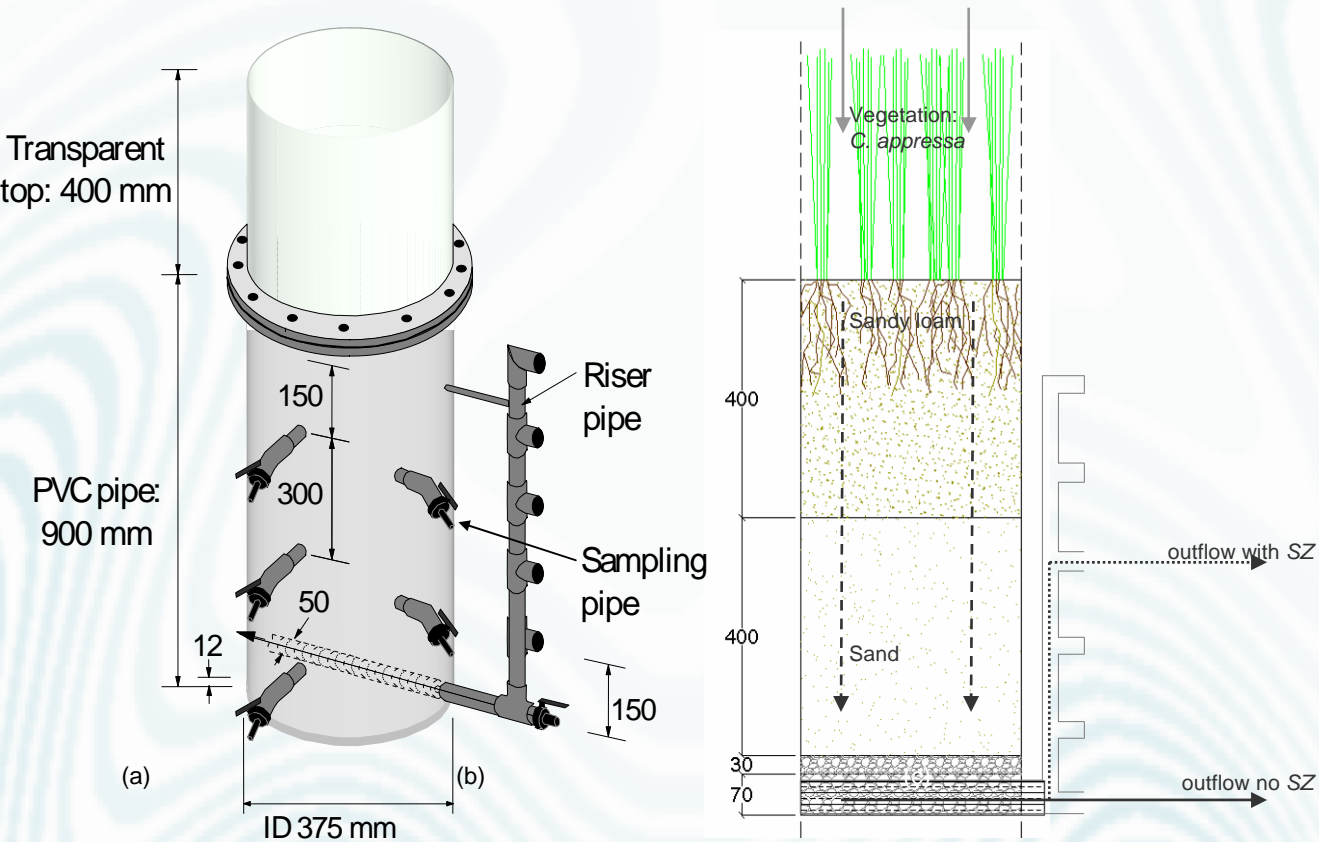 Transparent
top: 400 mm
PVC pipe:
900 mm
150
300
50
12
150
Riser
pipe
Sampling
pipe
(a)
(b)
ID 375 mm
Vegetation:
C. appressa
Sandy loam
400
400
Sand
30
70
outflow with SZ
outflow no SZ